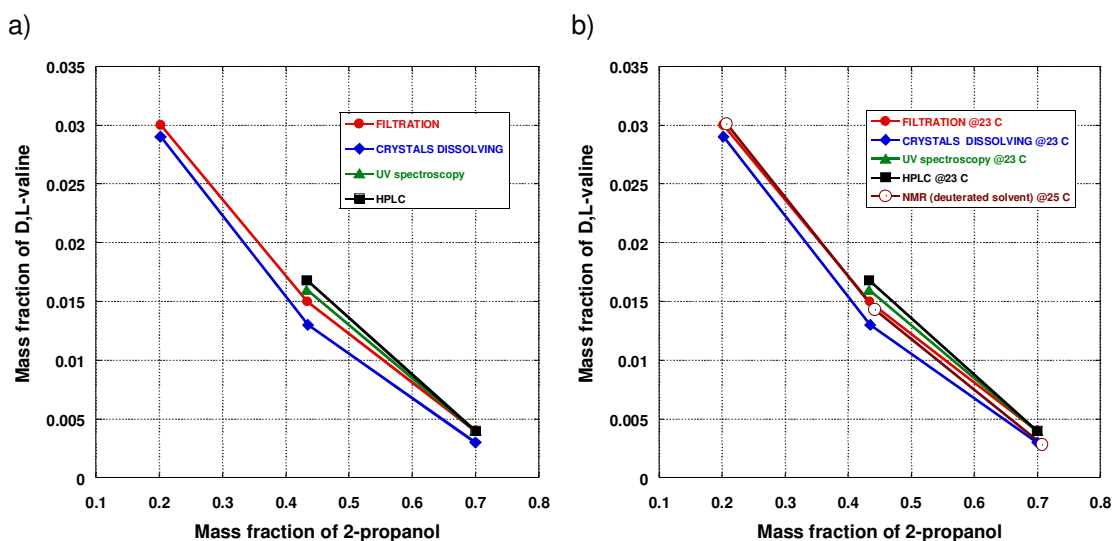 a)
0.035
0.03
0.025
0.02
0.015
0.01
0.005
0
Mass fraction of D,L-valine
FILTRATION
CRYSTALS DISSOLVING
UV spectroscopy
HPLC
0.1 0.2 0.3 0.4 0.5 0.6 0.7 0.8
Mass fraction of 2-propanol
b)
0.035
0.03
0.025
0.02
0.015
0.01
0.005
0
Mass fraction of D,L-valine
FILTRATION @23 C
CRYSTALS DISSOLVING @23 C
UV spectroscopy @23 C
HPLC @23 C
NMR (deuterated solvent) @25 C
0.1 0.2 0.3 0.4 0.5 0.6 0.7 0.8
Mass fraction of 2-propanol